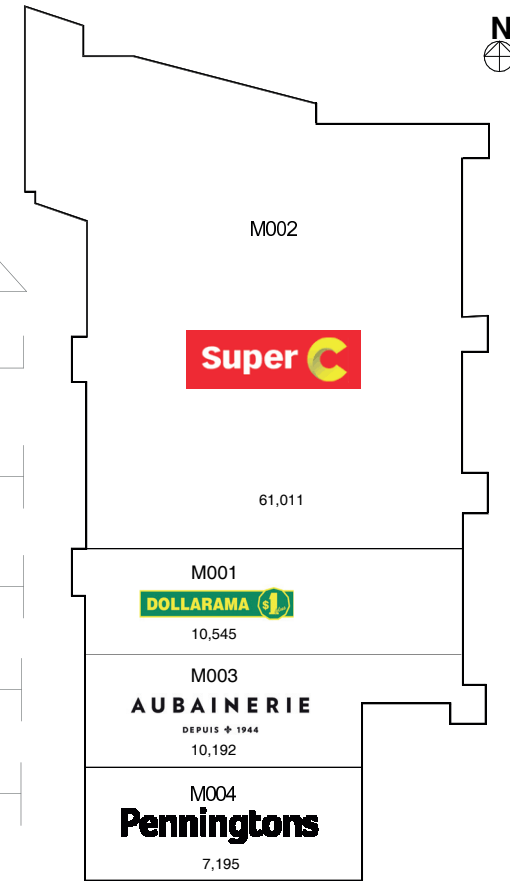 N
M002
Super C
61,011
M001
DOLLARAMA $1
10,545
M003
AUBAINERIE
DEPUIS 1944
10,192
M004
Penningtons
7,195